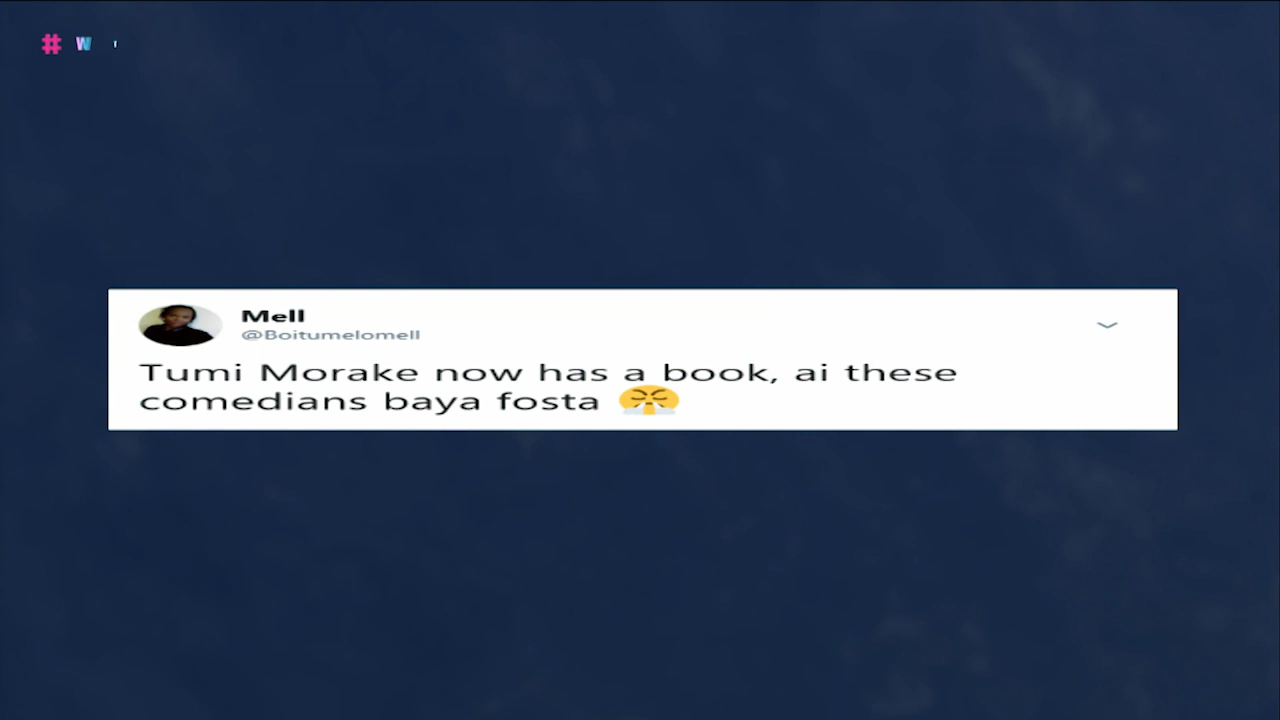 # W
Mell
@Boitumelomell
Tumi Morake now has a book, ai these
comedians baya fosta 😤